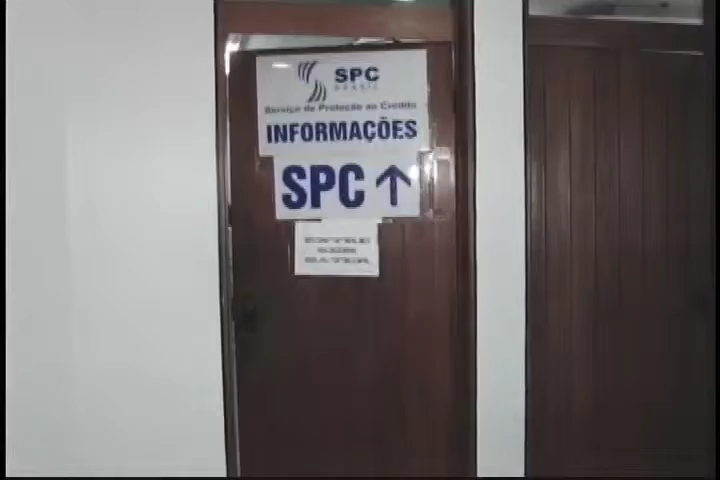 SPC
BRASIL
Serviço de Proteção ao Crédito
INFORMAÇÕES
SPC ↑
ENTRE
SEM
BATER